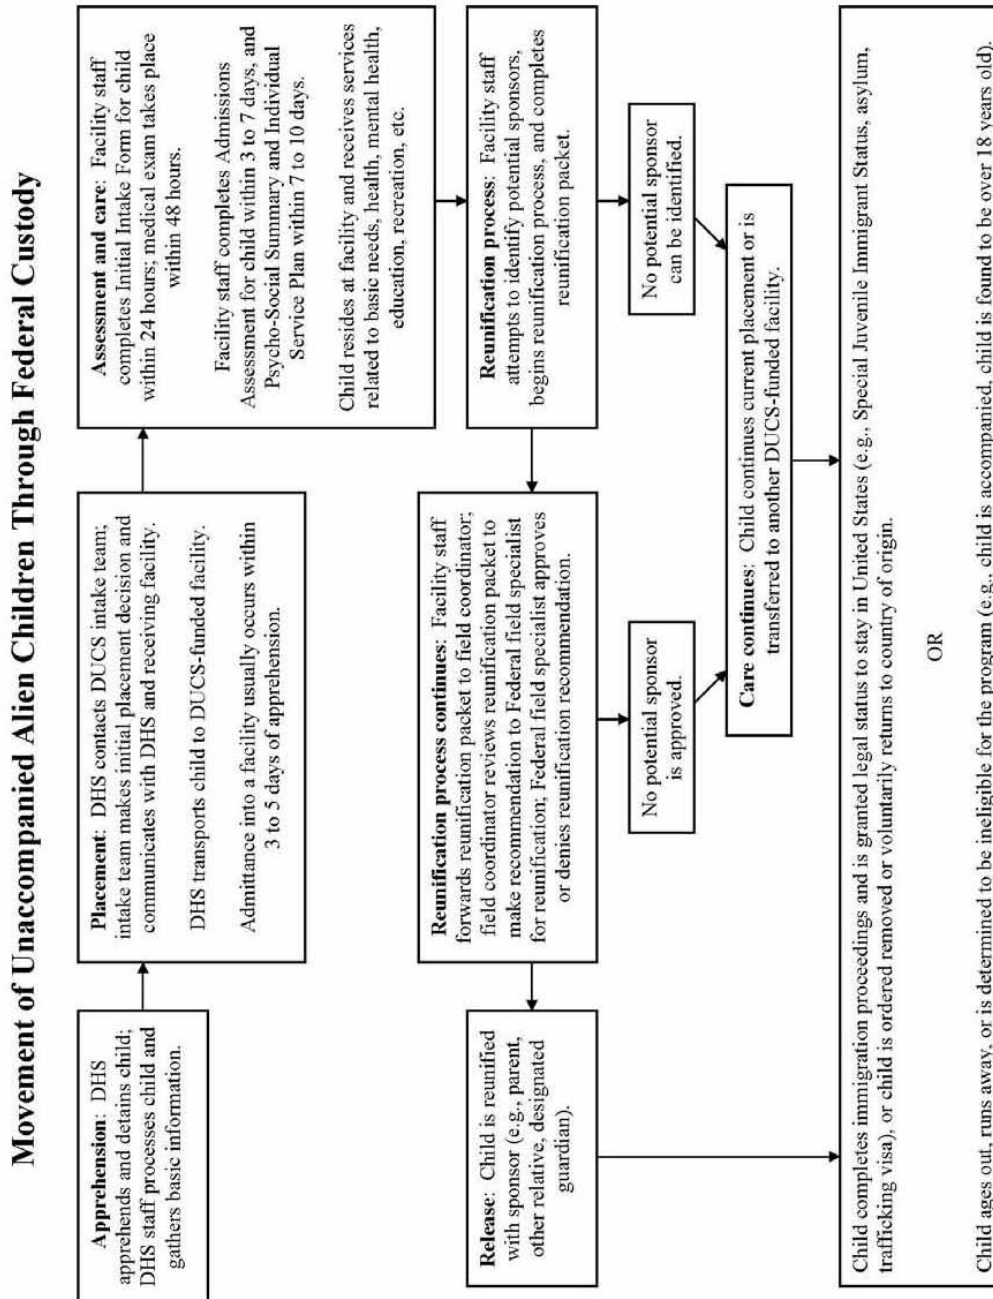 Movement of Unaccompanied Alien Children Through Federal Custody
Apprehension: DHS
apprehends and detains child;
DHS staff processes child and
gathers basic information.
Placement: DHS contacts DUCS intake team;
intake team makes initial placement decision and
communicates with DHS and receiving facility.
DHS transports child to DUCS-funded facility.
Admittance into a facility usually occurs within
3 to 5 days of apprehension.
Assessment and care: Facility staff
completes Initial Intake Form for child
within 24 hours; medical exam takes place
within 48 hours.
Facility staff completes Admissions
Assessment for child within 3 to 7 days, and
Psycho-Social Summary and Individual
Service Plan within 7 to 10 days.
Child resides at facility and receives services
related to basic needs, health, mental health,
education, recreation, etc.
Release: Child is reunified
with sponsor (e.g., parent,
other relative, designated
guardian).
Reunification process continues: Facility staff
forwards reunification packet to field coordinator;
field coordinator reviews reunification packet to
make recommendation to Federal field specialist
for reunification; Federal field specialist approves
or denies reunification recommendation.
Reunification process: Facility staff
attempts to identify potential sponsors,
begins reunification process, and completes
reunification packet.
No potential sponsor
is approved.
No potential sponsor
can be identified.
Care continues: Child continues current placement or is
transferred to another DUCS-funded facility.
Child completes immigration proceedings and is granted legal status to stay in United States (e.g., Special Juvenile Immigrant Status, asylum,
trafficking visa), or child is ordered removed or voluntarily returns to country of origin.
OR
Child ages out, runs away, or is determined to be ineligible for the program (e.g., child is accompanied, child is found to be over 18 years old).